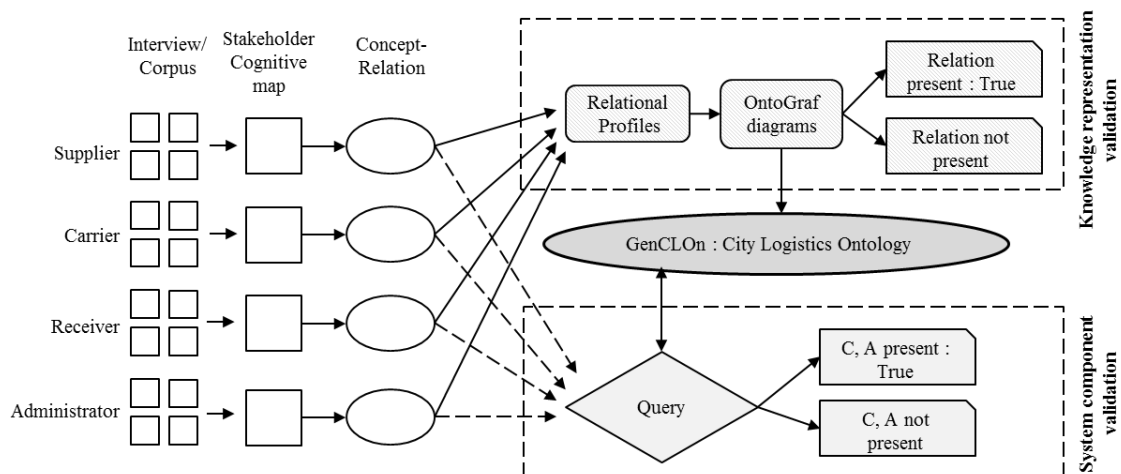 Interview/
Corpus
Stakeholder
Cognitive
map
Concept-
Relation
Supplier
Carrier
Receiver
Administrator
Relational
Profiles
OntoGraf
diagrams
Relation
present : True
Relation not
present
Knowledge representation
validation
GenCLOn : City Logistics Ontology
Query
C, A present :
True
C, A not
present
System component
validation